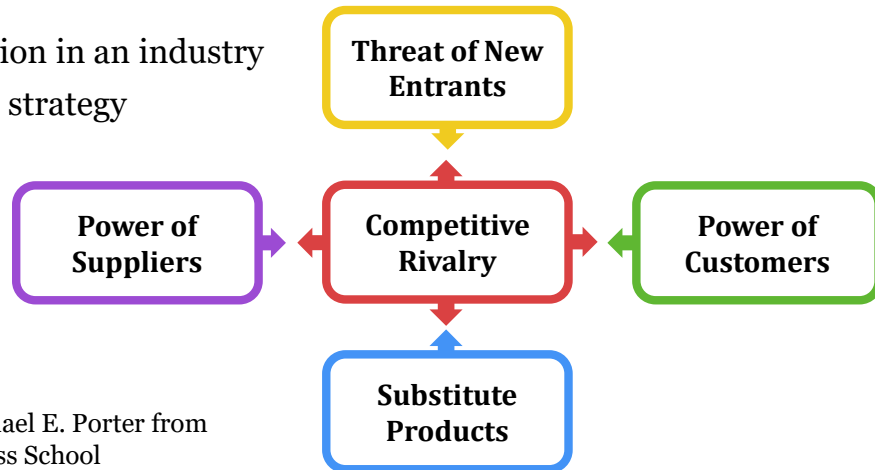 tion in an industry
strategy
Threat of New
Entrants
Power of
Suppliers
Competitive
Rivalry
Power of
Customers
Substitute
Products
ael E. Porter from
ss School